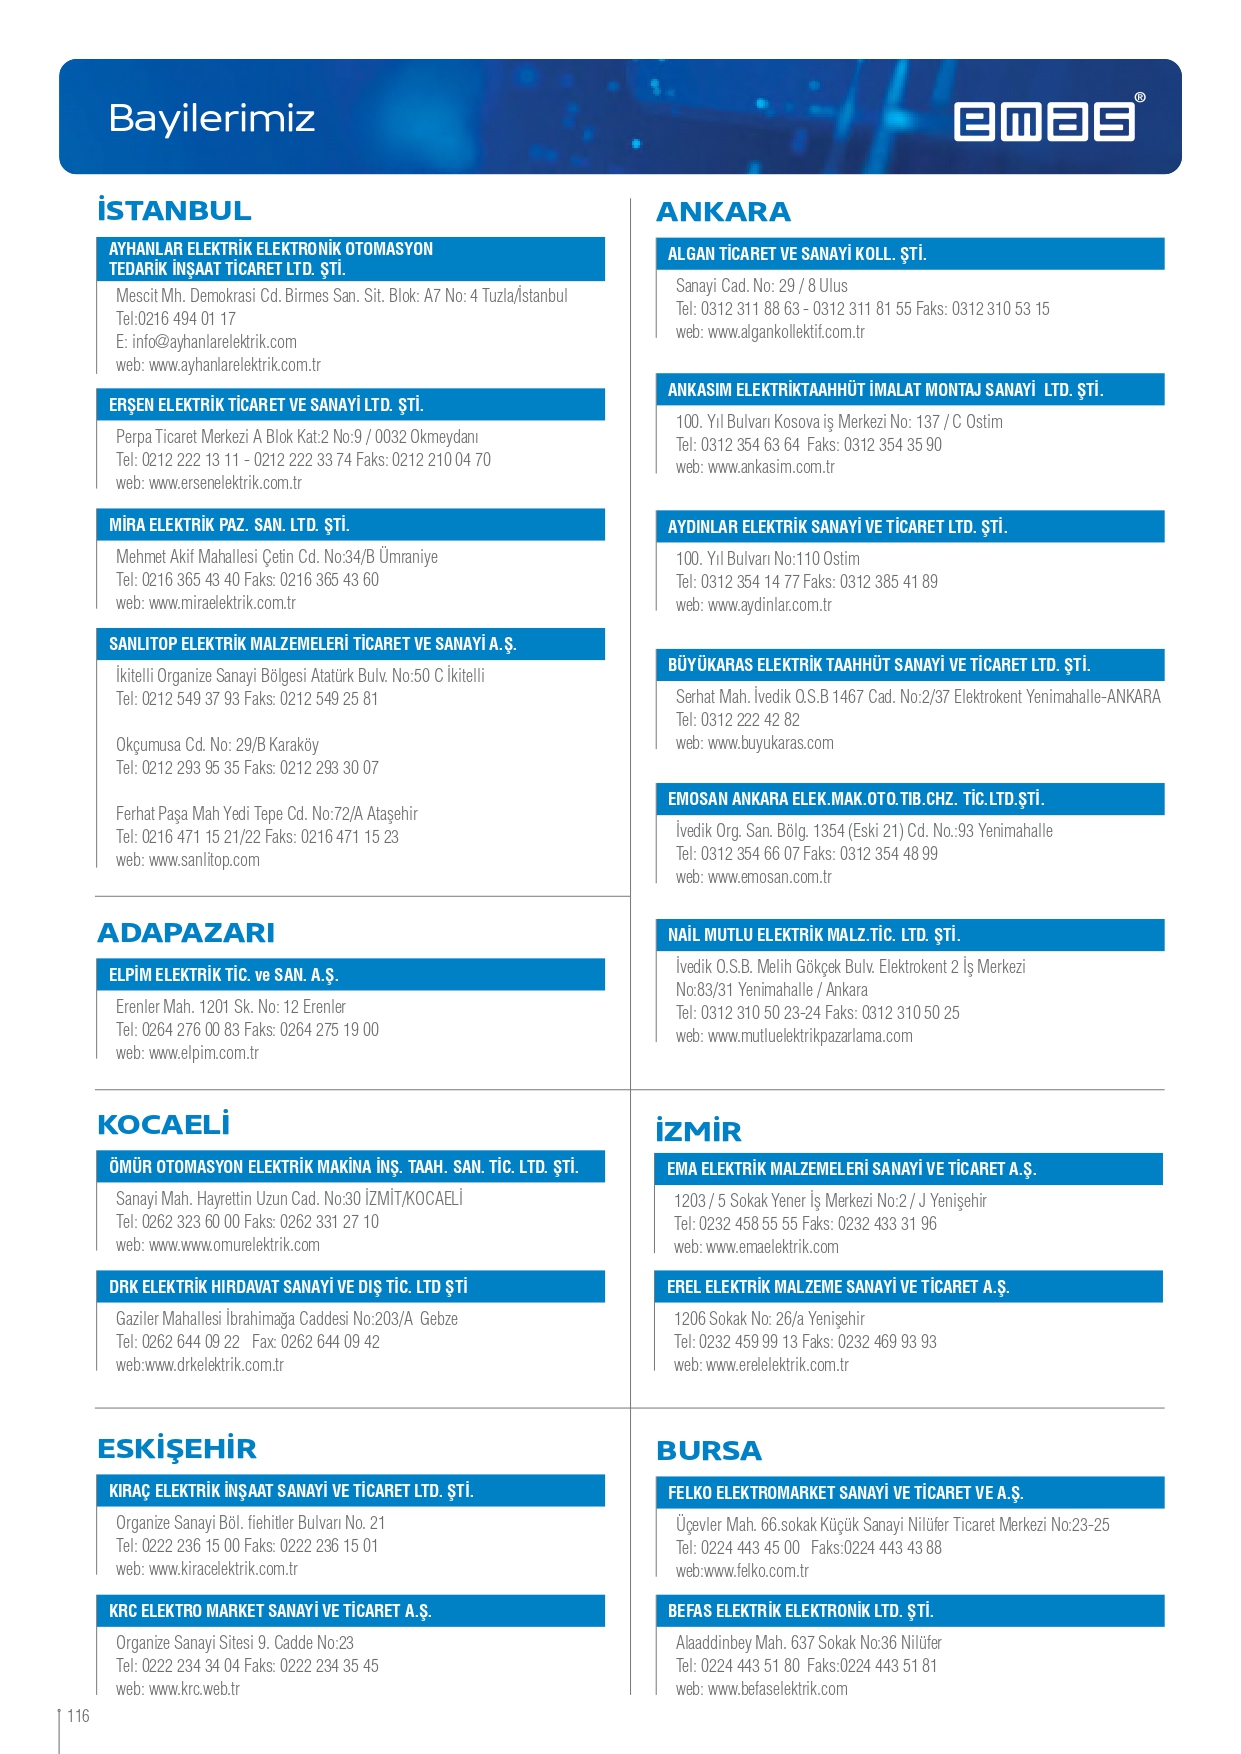 Bayilerimiz
emas®
İSTANBUL
AYHANLAR ELEKTRİK ELEKTRONİK OTOMASYON
TEDARİK İNŞAAT TİCARET LTD. ŞTİ.
Mescit Mh. Demokrasi Cd. Birmes San. Sit. Blok: A7 No: 4 Tuzla/İstanbul
Tel:0216 494 01 17
E: info@ayhanlarelektrik.com
web: www.ayhanlarelektrik.com.tr
ERŞEN ELEKTRİK TİCARET VE SANAYİ LTD. ŞTİ.
Perpa Ticaret Merkezi A Blok Kat:2 No:9 / 0032 Okmeydanı
Tel: 0212 222 13 11 - 0212 222 33 74 Faks: 0212 210 04 70
web: www.ersenelektrik.com.tr
MİRA ELEKTRİK PAZ. SAN. LTD. ŞTİ.
Mehmet Akif Mahallesi Çetin Cd. No:34/B Ümraniye
Tel: 0216 365 43 40 Faks: 0216 365 43 60
web: www.miraelektrik.com.tr
SANLITOP ELEKTRİK MALZEMELERİ TİCARET VE SANAYİ A.Ş.
İkitelli Organize Sanayi Bölgesi Atatürk Bulv. No:50 C İkitelli
Tel: 0212 549 37 93 Faks: 0212 549 25 81
Okçumusa Cd. No: 29/B Karaköy
Tel: 0212 293 95 35 Faks: 0212 293 30 07
Ferhat Paşa Mah Yedi Tepe Cd. No:72/A Ataşehir
Tel: 0216 471 15 21/22 Faks: 0216 471 15 23
web: www.sanlitop.com
ADAPAZARI
ELPİM ELEKTRİK TİC. ve SAN. A.Ş.
Erenler Mah. 1201 Sk. No: 12 Erenler
Tel: 0264 276 00 83 Faks: 0264 275 19 00
web: www.elpim.com.tr
KOCAELİ
ÖMÜR OTOMASYON ELEKTRİK MAKİNA İNŞ. TAAH. SAN. TİC. LTD. ŞTİ.
Sanayi Mah. Hayrettin Uzun Cad. No:30 İZMİT/KOCAELİ
Tel: 0262 323 60 00 Faks: 0262 331 27 10
web: www.www.omurelektrik.com
DRK ELEKTRİK HIRDAVAT SANAYİ VE DIŞ TİC. LTD ŞTİ
Gaziler Mahallesi İbrahimağa Caddesi No:203/A  Gebze
Tel: 0262 644 09 22   Fax: 0262 644 09 42
web:www.drkelektrik.com.tr
ESKİŞEHİR
KIRAÇ ELEKTRİK İNŞAAT SANAYİ VE TİCARET LTD. ŞTİ.
Organize Sanayi Böl. fiehitler Bulvarı No. 21
Tel: 0222 236 15 00 Faks: 0222 236 15 01
web: www.kiracelektrik.com.tr
KRC ELEKTRO MARKET SANAYİ VE TİCARET A.Ş.
Organize Sanayi Sitesi 9. Cadde No:23
Tel: 0222 234 34 04 Faks: 0222 234 35 45
web: www.krc.web.tr
ANKARA
ALGAN TİCARET VE SANAYİ KOLL. ŞTİ.
Sanayi Cad. No: 29 / 8 Ulus
Tel: 0312 311 88 63 - 0312 311 81 55 Faks: 0312 310 53 15
web: www.algankollektif.com.tr
ANKASIM ELEKTRİKTAAHHÜT İMALAT MONTAJ SANAYİ  LTD. ŞTİ.
100. Yıl Bulvarı Kosova iş Merkezi No: 137 / C Ostim
Tel: 0312 354 63 64  Faks: 0312 354 35 90
web: www.ankasim.com.tr
AYDINLAR ELEKTRİK SANAYİ VE TİCARET LTD. ŞTİ.
100. Yıl Bulvarı No:110 Ostim
Tel: 0312 354 14 77 Faks: 0312 385 41 89
web: www.aydinlar.com.tr
BÜYÜKARAS ELEKTRİK TAAHHÜT SANAYİ VE TİCARET LTD. ŞTİ.
Serhat Mah. İvedik O.S.B 1467 Cad. No:2/37 Elektrokent Yenimahalle-ANKARA
Tel: 0312 222 42 82
web: www.buyukaras.com
EMOSAN ANKARA ELEK.MAK.OTO.TIB.CHZ. TİC.LTD.ŞTİ.
İvedik Org. San. Bölg. 1354 (Eski 21) Cd. No.:93 Yenimahalle
Tel: 0312 354 66 07 Faks: 0312 354 48 99
web: www.emosan.com.tr
NAİL MUTLU ELEKTRİK MALZ.TİC. LTD. ŞTİ.
İvedik O.S.B. Melih Gökçek Bulv. Elektrokent 2 İş Merkezi
No:83/31 Yenimahalle / Ankara
Tel: 0312 310 50 23-24 Faks: 0312 310 50 25
web: www.mutluelektrikpazarlama.com
İZMİR
EMA ELEKTRİK MALZEMELERİ SANAYİ VE TİCARET A.Ş.
1203 / 5 Sokak Yener İş Merkezi No:2 / J Yenişehir
Tel: 0232 458 55 55 Faks: 0232 433 31 96
web: www.emaelektrik.com
EREL ELEKTRİK MALZEME SANAYİ VE TİCARET A.Ş.
1206 Sokak No: 26/a Yenişehir
Tel: 0232 459 99 13 Faks: 0232 469 93 93
web: www.erelelektrik.com.tr
BURSA
FELKO ELEKTROMARKET SANAYİ VE TİCARET VE A.Ş.
Üçevler Mah. 66.sokak Küçük Sanayi Nilüfer Ticaret Merkezi No:23-25
Tel: 0224 443 45 00   Faks:0224 443 43 88
web:www.felko.com.tr
BEFAS ELEKTRİK ELEKTRONİK LTD. ŞTİ.
Alaaddinbey Mah. 637 Sokak No:36 Nilüfer
Tel: 0224 443 51 80  Faks:0224 443 51 81
web: www.befaselektrik.com
116